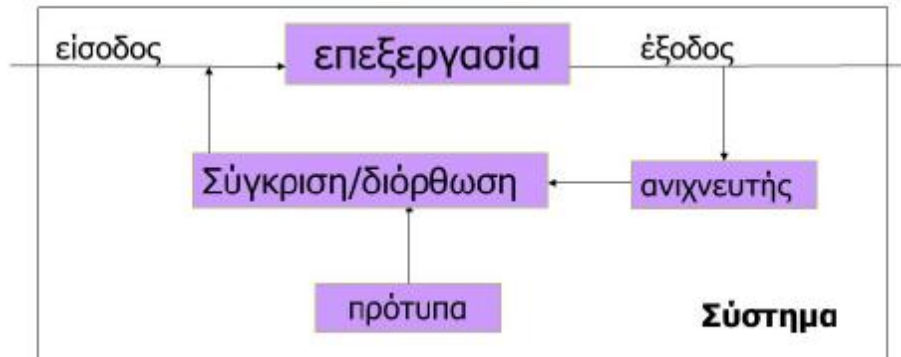 είσοδος
επεξεργασία
έξοδος
Σύγκριση/διόρθωση
ανιχνευτής
πρότυπα
Σύστημα